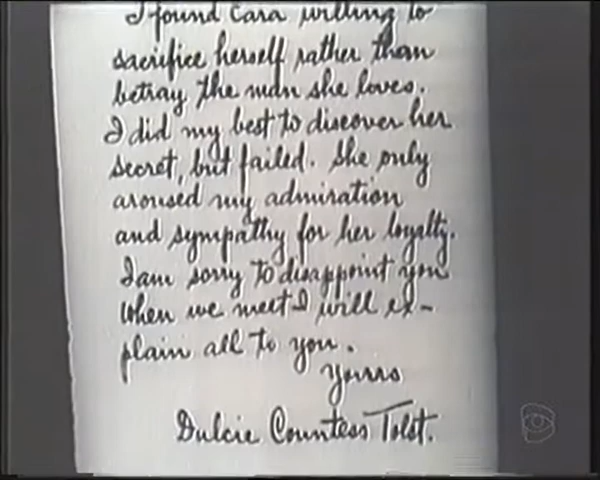 I found Cara willing to
sacrifice herself rather than
betray the man she loves.
I did my best to discover her
secret, but failed. She only
aroused my admiration
and sympathy for her loyalty.
I am sorry to disappoint you
when we meet I will ex-
plain all to you.
Yours
Dulcie Countess Tolst.